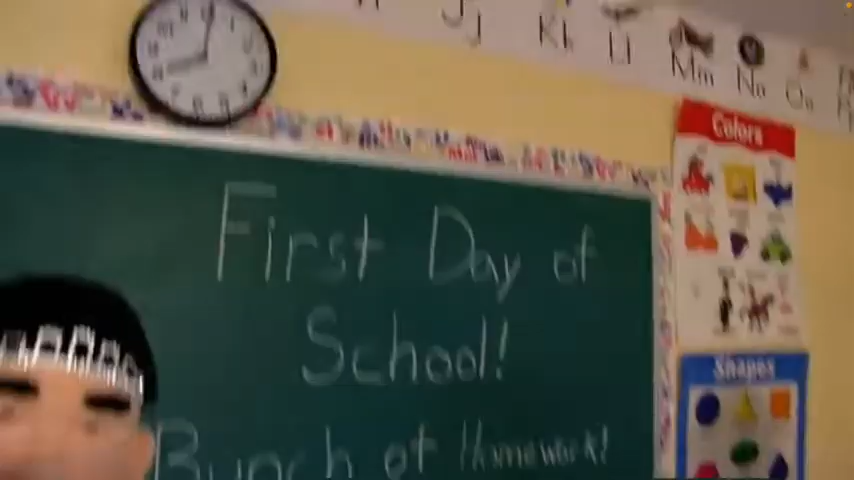 Jj Kk Ll Mm Nn Oo
Colors
First Day of
School!
Shapes
Bunch of Homework!